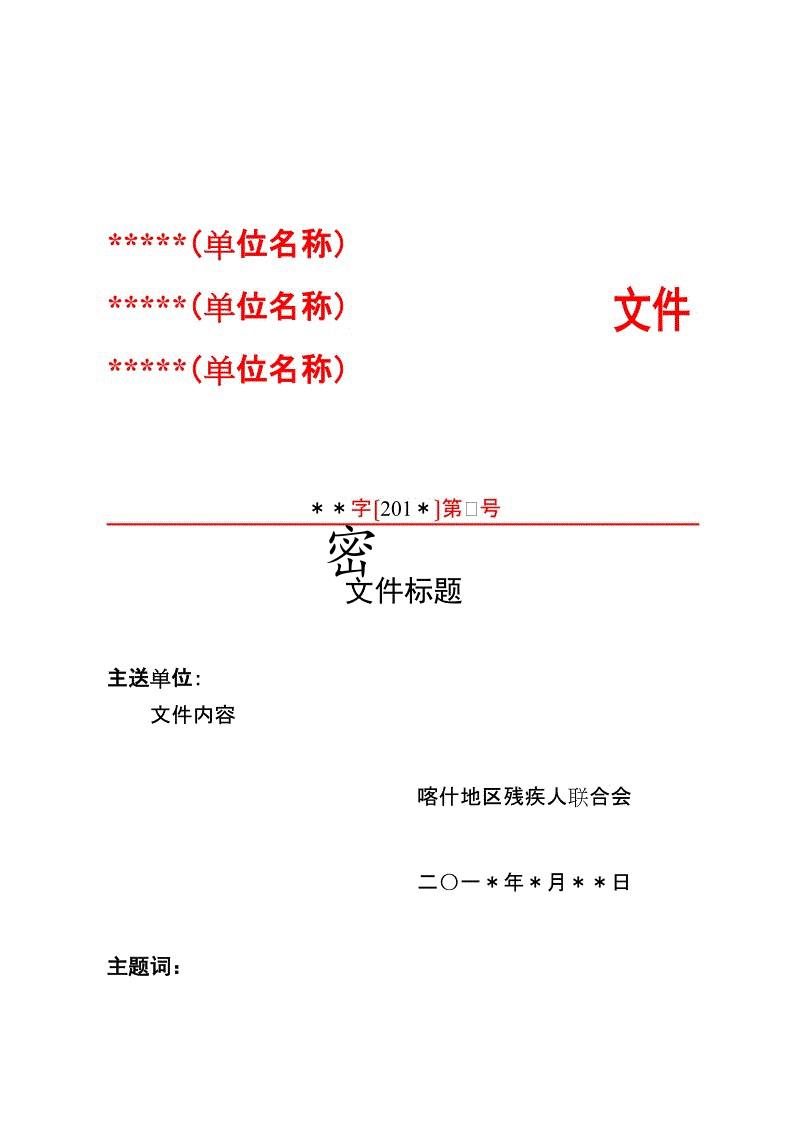 *****(单位名称)
*****(单位名称)
文件
*****(单位名称)
＊＊字[201＊]第□号
密
文件标题
主送单位:
文件内容
喀什地区残疾人联合会
二〇一＊年＊月＊＊日
主题词：